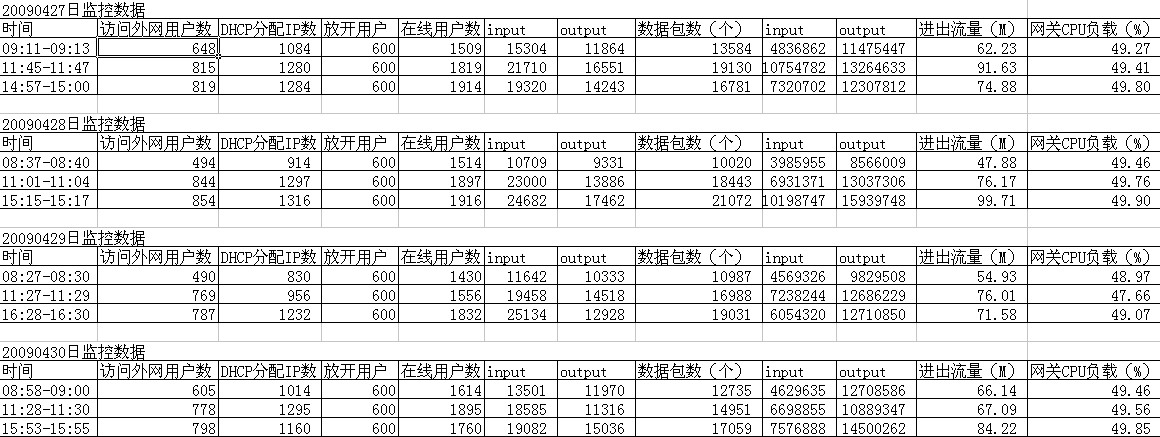 20090427日监控数据
时间 访问外网用户数 DHCP分配IP数 放开用户 在线用户数 input output 数据包数（个） input output 进出流量（M） 网关CPU负载（%）
09:11-09:13 648 1084 600 1509 15304 11864 13584 4836862 11475447 62.23 49.27
11:45-11:47 815 1280 600 1819 21710 16551 19130 10754782 13264633 91.63 49.41
14:57-15:00 819 1284 600 1914 19320 14243 16781 7320702 12307812 74.88 49.80
20090428日监控数据
时间 访问外网用户数 DHCP分配IP数 放开用户 在线用户数 input output 数据包数（个） input output 进出流量（M） 网关CPU负载（%）
08:37-08:40 494 914 600 1514 10709 9331 10020 3985955 8566009 47.88 49.46
11:01-11:04 844 1297 600 1897 23000 13886 18443 6931371 13037306 76.17 49.76
15:15-15:17 854 1316 600 1916 24682 17462 21072 10198747 15939748 99.71 49.90
20090429日监控数据
时间 访问外网用户数 DHCP分配IP数 放开用户 在线用户数 input output 数据包数（个） input output 进出流量（M） 网关CPU负载（%）
08:27-08:30 490 830 600 1430 11642 10333 10987 4569326 9829508 54.93 48.97
11:27-11:29 769 956 600 1556 19458 14518 16988 7238244 12686229 76.01 47.66
16:28-16:30 787 1232 600 1832 25134 12928 19031 6054320 12710850 71.58 49.07
20090430日监控数据
时间 访问外网用户数 DHCP分配IP数 放开用户 在线用户数 input output 数据包数（个） input output 进出流量（M） 网关CPU负载（%）
08:58-09:00 605 1014 600 1614 13501 11970 12735 4629635 12708586 66.14 49.46
11:28-11:30 778 1295 600 1895 18585 11316 14951 6698855 10889347 67.09 49.56
15:53-15:55 798 1160 600 1760 19082 15036 17059 7576888 14500262 84.22 49.85